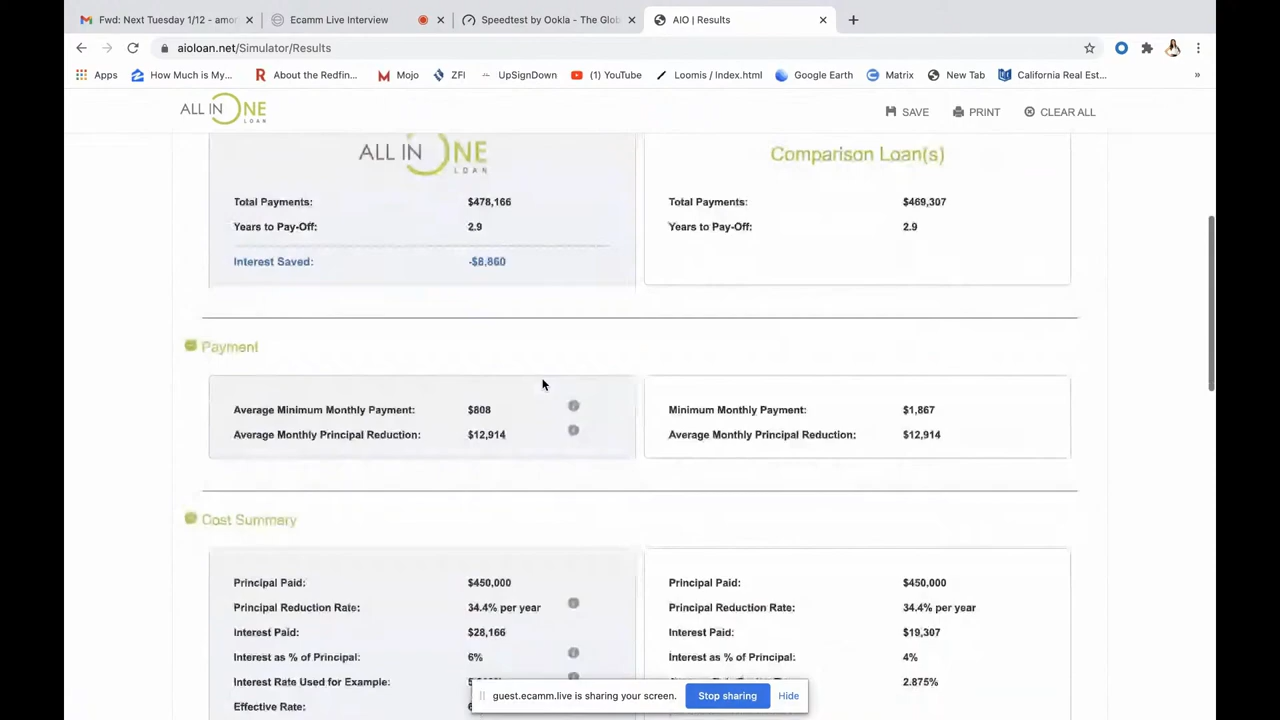 Fwd: Next Tuesday 1/12 - amor
Ecamm Live Interview
Speedtest by Ookla - The Glob
AIO | Results
aioloan.net/Simulator/Results
Apps
How Much is My...
About the Redfin...
Mojo
ZFI
UpSignDown
(1) YouTube
Loomis / Index.html
Google Earth
Matrix
New Tab
California Real Est...
»
ALL IN ONE
LOAN
SAVE
PRINT
CLEAR ALL
ALL IN ONE
LOAN
Comparison Loan(s)
Total Payments: $478,166
Total Payments: $469,307
Years to Pay-Off: 2.9
Years to Pay-Off: 2.9
Interest Saved: -$8,860
Payment
Average Minimum Monthly Payment: $808
Minimum Monthly Payment: $1,867
Average Monthly Principal Reduction: $12,914
Average Monthly Principal Reduction: $12,914
Cost Summary
Principal Paid: $450,000
Principal Paid: $450,000
Principal Reduction Rate: 34.4% per year
Principal Reduction Rate: 34.4% per year
Interest Paid: $28,166
Interest Paid: $19,307
Interest as % of Principal: 6%
Interest as % of Principal: 4%
Interest Rate Used for Example:
2.875%
Effective Rate:
guest.ecamm.live is sharing your screen.
Stop sharing
Hide